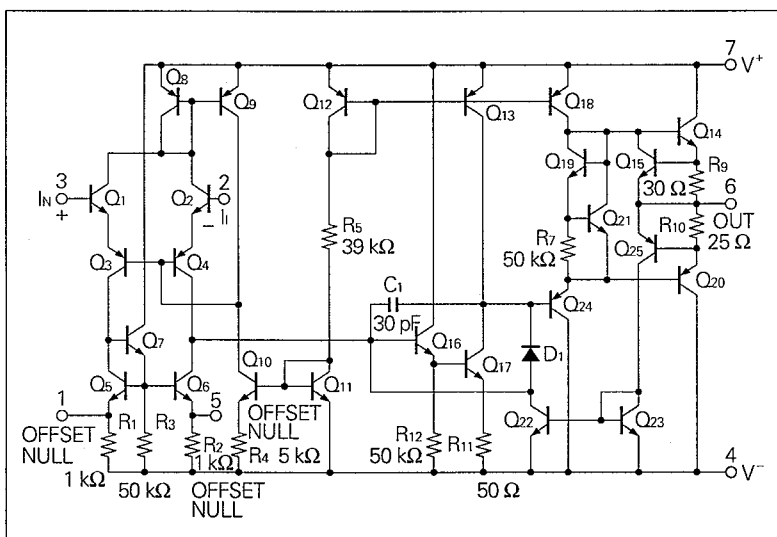 7
V+
Q8
Q9
Q12
Q13
Q18
Q14
3
IN
+
Q1
Q2
2
II
−
Q19
Q15
R9
30 Ω
6
OUT
R5
39 kΩ
Q21
R10
25 Ω
Q3
Q4
R7
50 kΩ
Q25
Q20
C1
30 pF
Q24
Q7
Q16
Q17
D1
Q5
Q6
Q10
Q11
Q22
Q23
1
OFFSET
NULL
5
OFFSET
NULL
R1
1 kΩ
R3
50 kΩ
R2
1 kΩ
R4
5 kΩ
OFFSET
NULL
R12
50 kΩ
R11
50 Ω
4
V−